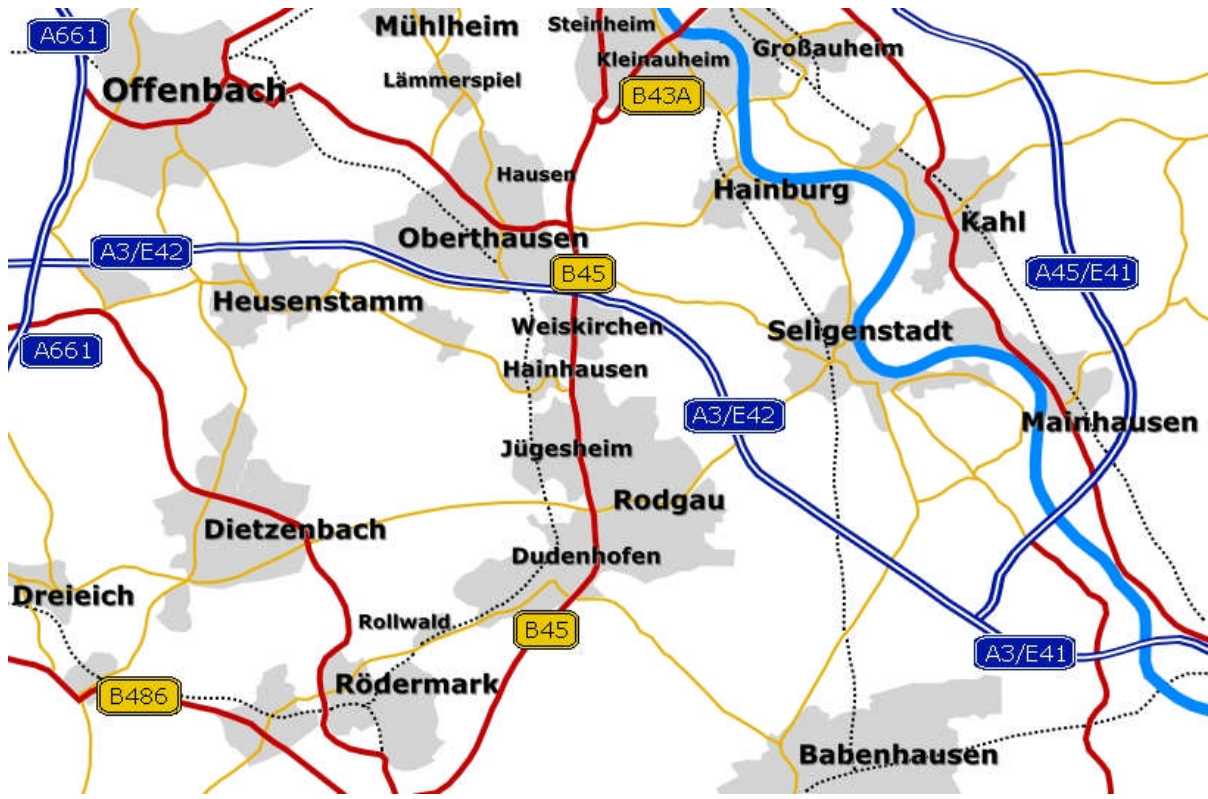 Mühlheim
Steinheim
A661
Großauheim
Kleinauheim
Lämmerspiel
Offenbach
B43A
Hausen
Hainburg
Kahl
Oberthausen
A3/E42
B45
A45/E41
Heusenstamm
Weiskirchen
Seligenstadt
A661
Hainhausen
A3/E42
Mainhausen
Jügesheim
Rodgau
Dietzenbach
Dudenhofen
Dreieich
Rollwald
B45
A3/E41
Rödermark
B486
Babenhausen